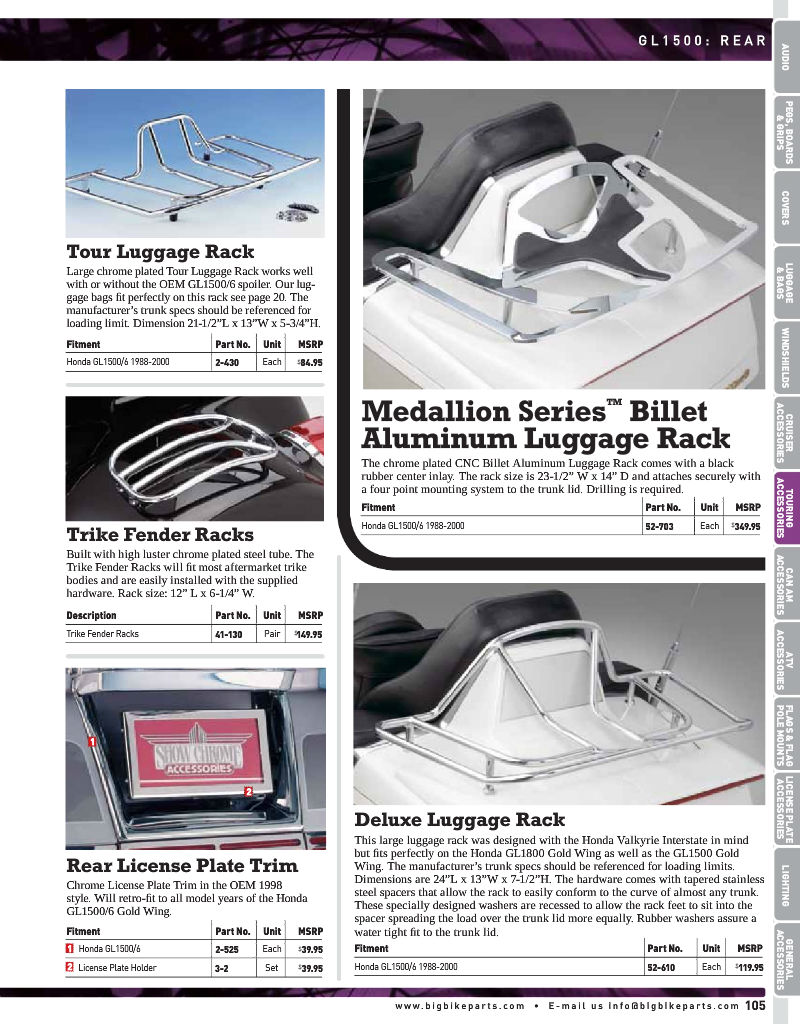 GL1500: REAR
Tour Luggage Rack
Large chrome plated Tour Luggage Rack works well
with or without the OEM GL1500/6 spoiler. Our lug-
gage bags fit perfectly on this rack see page 20. The
manufacturer's trunk specs should be referenced for
loading limit. Dimension 21-1/2"L x 13"W x 5-3/4"H.
Fitment Part No. Unit MSRP
Honda GL1500/6 1988-2000 2-430 Each $84.95
Trike Fender Racks
Built with high luster chrome plated steel tube. The
Trike Fender Racks will fit most aftermarket trike
bodies and are easily installed with the supplied
hardware. Rack size: 12" L x 6-1/4" W.
Description Part No. Unit MSRP
Trike Fender Racks 41-130 Pair $149.95
1
SHOW CHROME
ACCESSORIES
2
Rear License Plate Trim
Chrome License Plate Trim in the OEM 1998
style. Will retro-fit to all model years of the Honda
GL1500/6 Gold Wing.
Fitment Part No. Unit MSRP
1 Honda GL1500/6 2-525 Each $39.95
2 License Plate Holder 3-2 Set $39.95
Medallion Series™ Billet
Aluminum Luggage Rack
The chrome plated CNC Billet Aluminum Luggage Rack comes with a black
rubber center inlay. The rack size is 23-1/2" W x 14" D and attaches securely with
a four point mounting system to the trunk lid. Drilling is required.
Fitment Part No. Unit MSRP
Honda GL1500/6 1988-2000 52-703 Each $349.95
Deluxe Luggage Rack
This large luggage rack was designed with the Honda Valkyrie Interstate in mind
but fits perfectly on the Honda GL1800 Gold Wing as well as the GL1500 Gold
Wing. The manufacturer's trunk specs should be referenced for loading limits.
Dimensions are 24"L x 13"W x 7-1/2"H. The hardware comes with tapered stainless
steel spacers that allow the rack to easily conform to the curve of almost any trunk.
These specially designed washers are recessed to allow the rack feet to sit into the
spacer spreading the load over the trunk lid more equally. Rubber washers assure a
water tight fit to the trunk lid.
Fitment Part No. Unit MSRP
Honda GL1500/6 1988-2000 52-610 Each $119.95
AUDIO
PEGS, BOARDS
& GRIPS
COVERS
LUGGAGE
& BAGS
WINDSHIELDS
CRUISER
ACCESSORIES
TOURING
ACCESSORIES
CAN AM
ACCESSORIES
ATV
ACCESSORIES
FLAGS & FLAG
POLE MOUNTS
LICENSE PLATE
ACCESSORIES
LIGHTING
GENERAL
ACCESSORIES
www.bigbikeparts.com • E-mail us info@bigbikeparts.com 105